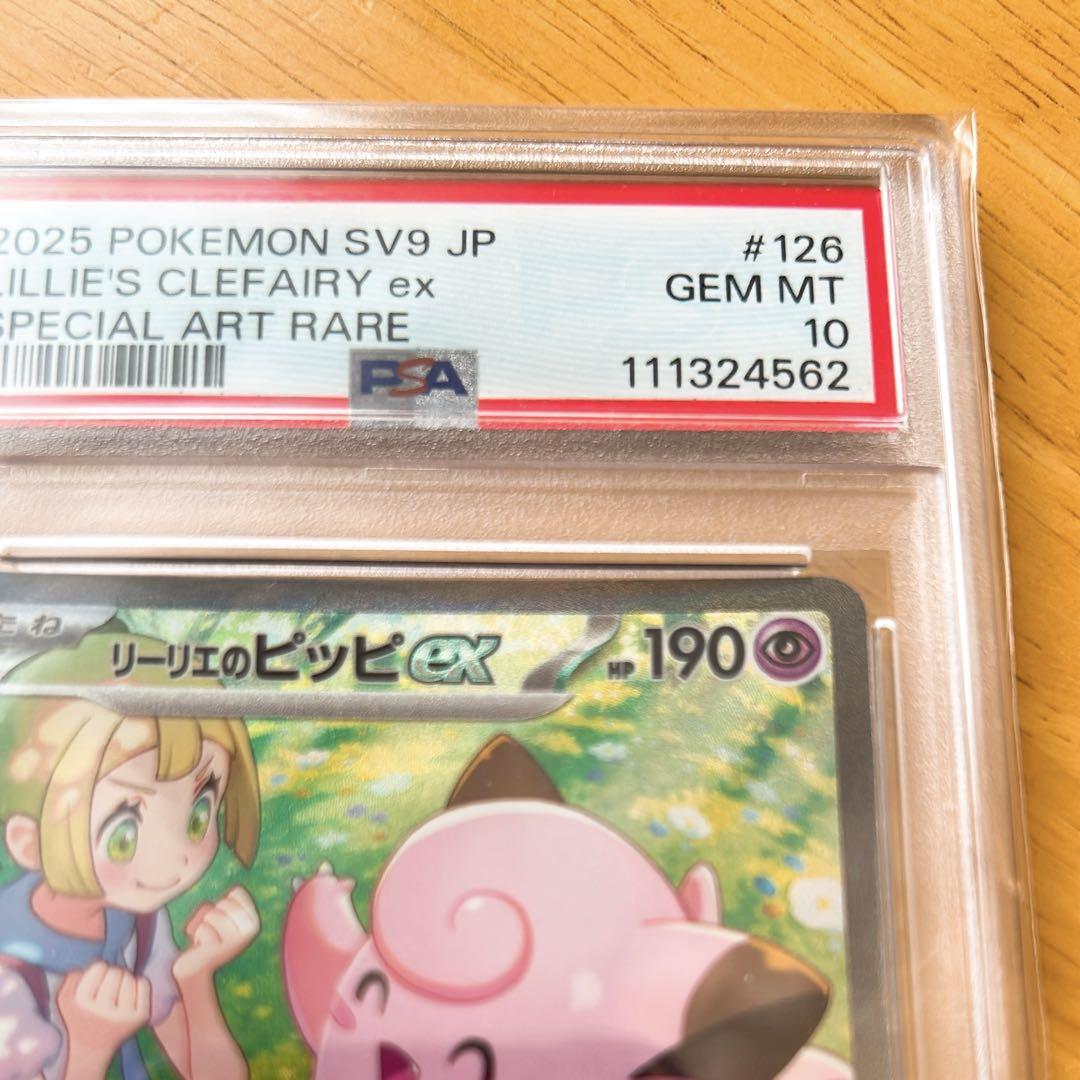 2025 POKEMON SV9 JP #126
LILLIE'S CLEFAIRY ex GEM MT
SPECIAL ART RARE 10
PSA 111324562
たね リーリエのピッピex HP 190